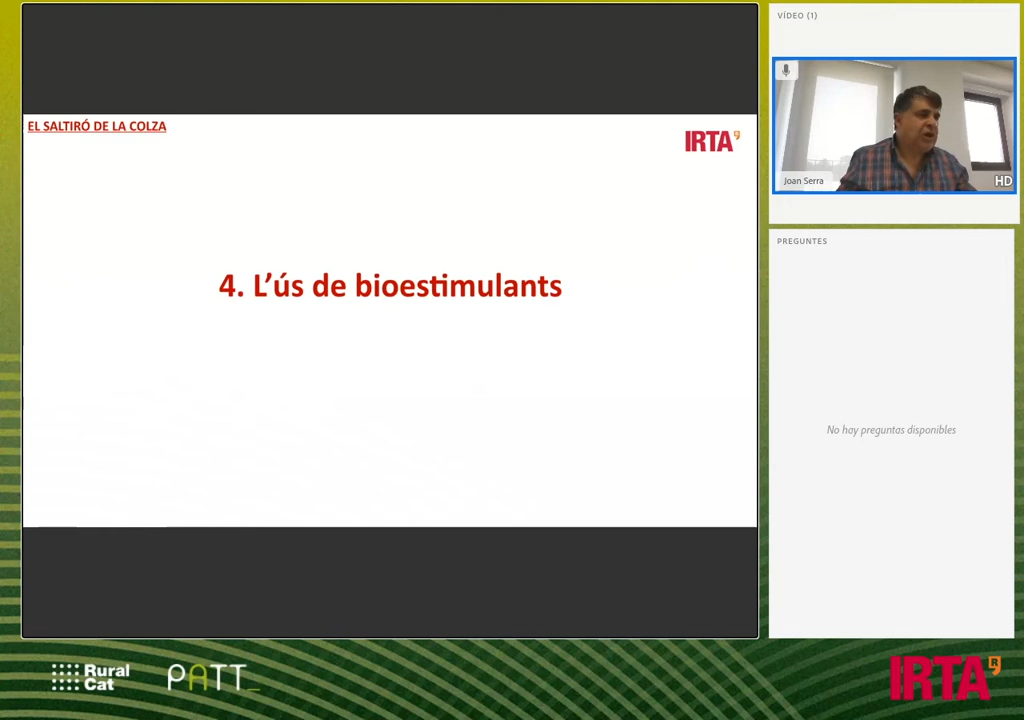 EL SALTIRÓ DE LA COLZA
IRTA
4. L'ús de bioestimulants
VÍDEO (1)
Joan Serra
HD
PREGUNTES
No hay preguntas disponibles
Rural
Cat
PATT_
IRTA